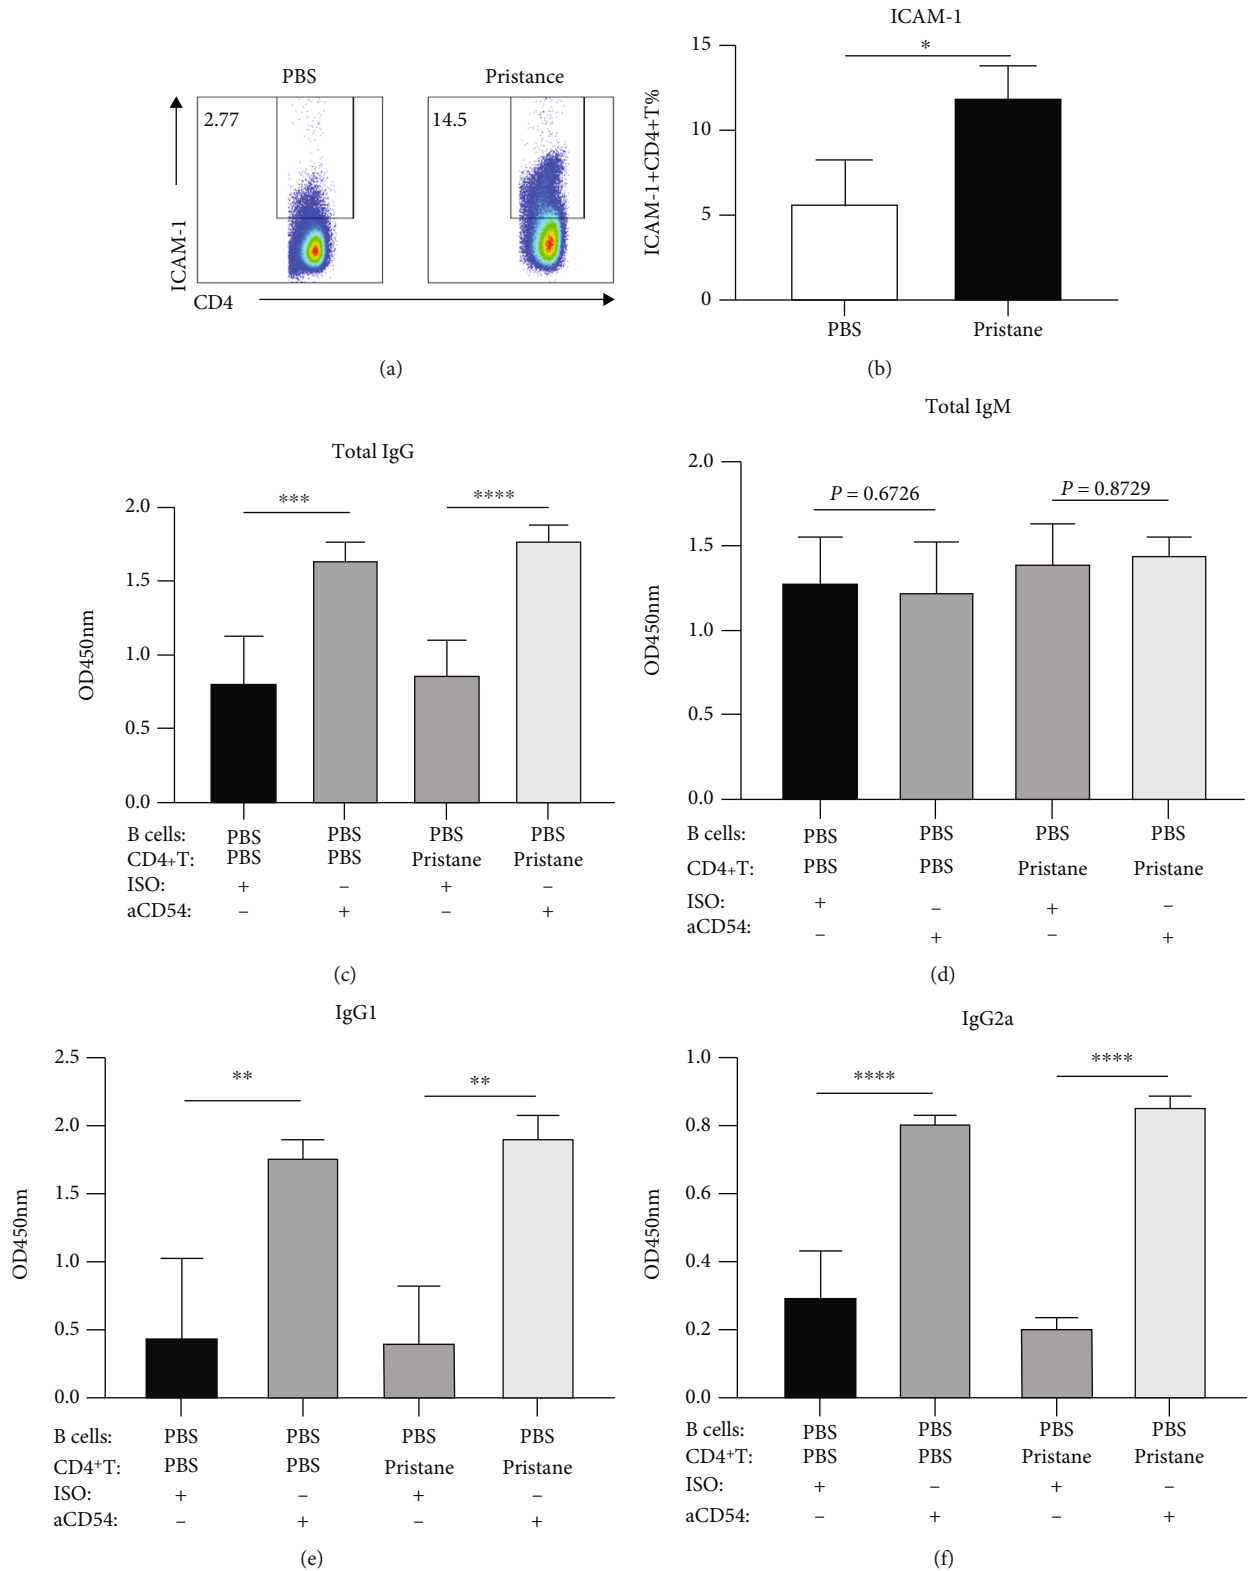 PBS
Pristance
2.77
14.5
ICAM-1
CD4
(a)
ICAM-1
*
15
10
5
0
ICAM-1+CD4+T%
PBS
Pristane
(b)
Total IgG
***
****
2.0
1.5
1.0
0.5
0.0
OD450nm
B cells: PBS PBS PBS PBS
CD4+T: PBS PBS Pristane Pristane
ISO: + – + –
aCD54: – + – +
(c)
Total IgM
P = 0.6726
P = 0.8729
2.0
1.5
1.0
0.5
0.0
OD450nm
B cells: PBS PBS PBS PBS
CD4+T: PBS PBS Pristane Pristane
ISO: + – + –
aCD54: – + – +
(d)
IgG1
**
**
2.5
2.0
1.5
1.0
0.5
0.0
OD450nm
B cells: PBS PBS PBS PBS
CD4⁺T: PBS PBS Pristane Pristane
ISO: + – + –
aCD54: – + – +
(e)
IgG2a
****
****
1.0
0.8
0.6
0.4
0.2
0.0
OD450nm
B cells: PBS PBS PBS PBS
CD4⁺T: PBS PBS Pristane Pristane
ISO: + – + –
aCD54: – + – +
(f)